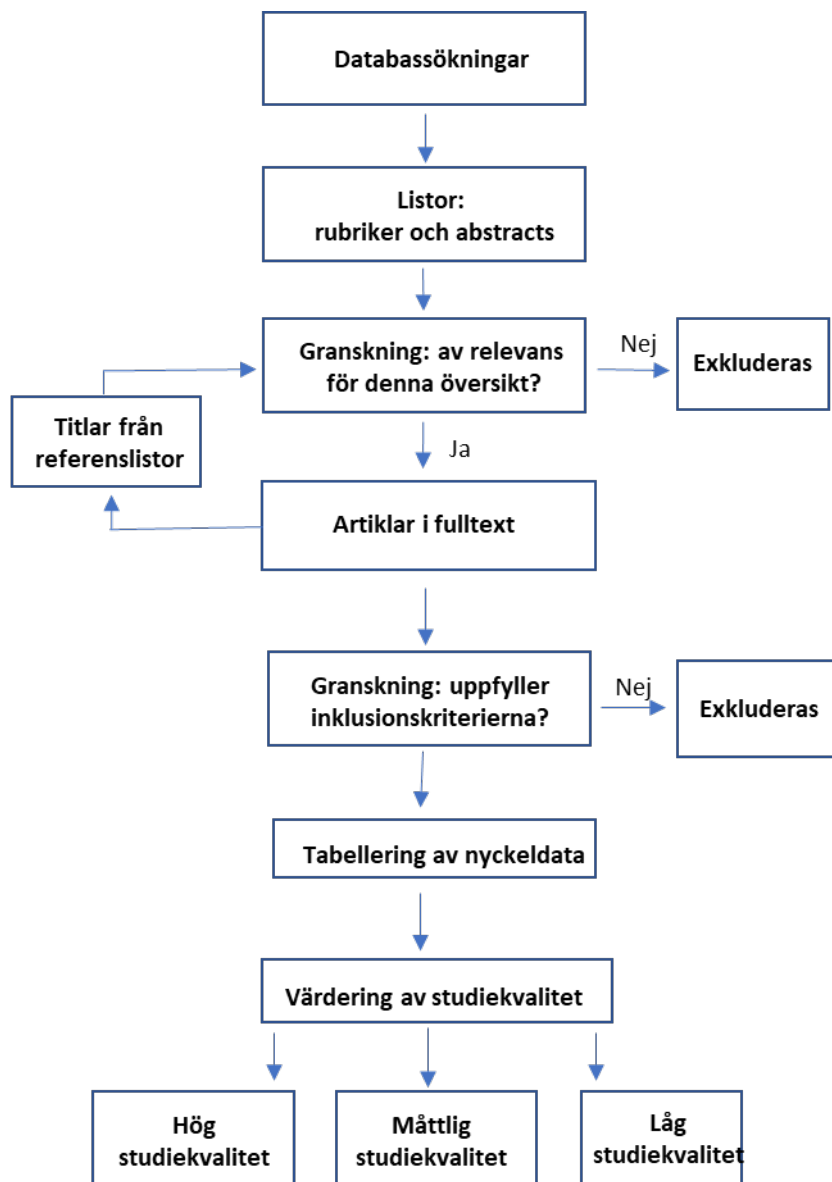 Databassökningar
Listor:
rubriker och abstracts
Granskning: av relevans
för denna översikt?
Nej
Exkluderas
Titlar från
referenslistor
Ja
Artiklar i fulltext
Granskning: uppfyller
inklusionskriterierna?
Nej
Exkluderas
Tabellering av nyckeldata
Värdering av studiekvalitet
Hög
studiekvalitet
Måttlig
studiekvalitet
Låg
studiekvalitet